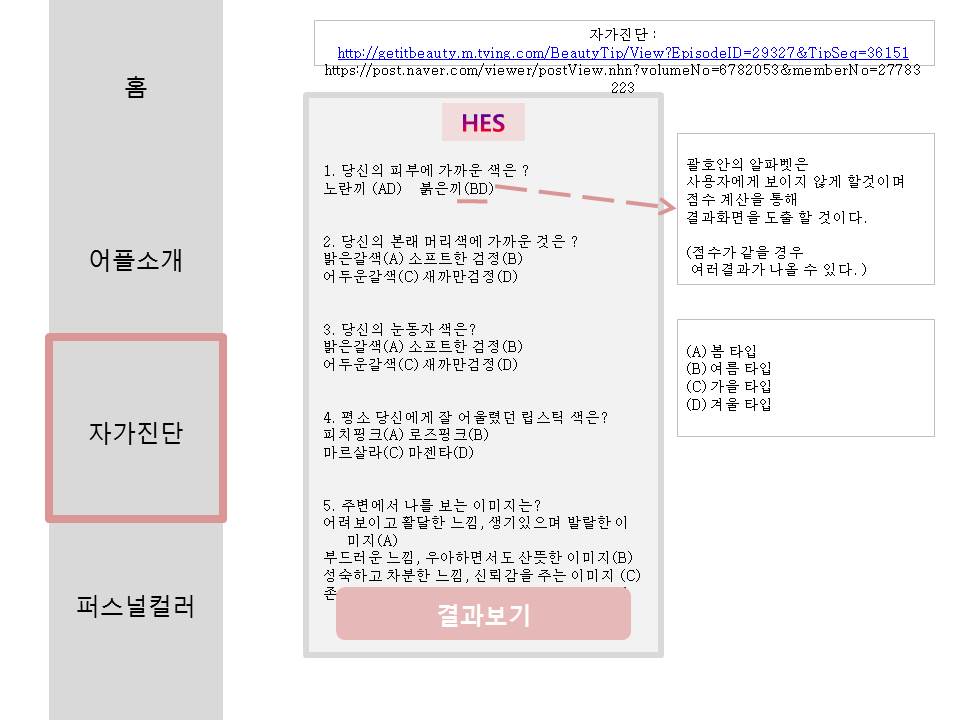 홈
어플소개
자가진단
퍼스널컬러
자가진단 :
http://getitbeauty.m.tving.com/BeautyTip/View?EpisodeID=29327&TipSeq=36151
https://post.naver.com/viewer/postView.nhn?volumeNo=6782053&memberNo=27783
223
HES
1. 당신의 피부에 가까운 색은 ?
노란끼 (AD) 붉은끼(BD)
2. 당신의 본래 머리색에 가까운 것은 ?
밝은갈색(A) 소프트한 검정(B)
어두운갈색(C) 새까만검정(D)
3. 당신의 눈동자 색은?
밝은갈색(A) 소프트한 검정(B)
어두운갈색(C) 새까만검정(D)
4. 평소 당신에게 잘 어울렸던 립스틱 색은?
피치핑크(A) 로즈핑크(B)
마르살라(C) 마젠타(D)
5. 주변에서 나를 보는 이미지는?
어려보이고 활달한 느낌, 생기있으며 발랄한 이
미지(A)
부드러운 느낌, 우아하면서도 산뜻한 이미지(B)
성숙하고 차분한 느낌, 신뢰감을 주는 이미지 (C)
결과보기
괄호안의 알파벳은
사용자에게 보이지 않게 할것이며
점수 계산을 통해
결과화면을 도출 할 것이다.
(점수가 같을 경우
여러결과가 나올 수 있다. )
(A) 봄 타입
(B) 여름 타입
(C) 가을 타입
(D) 겨울 타입